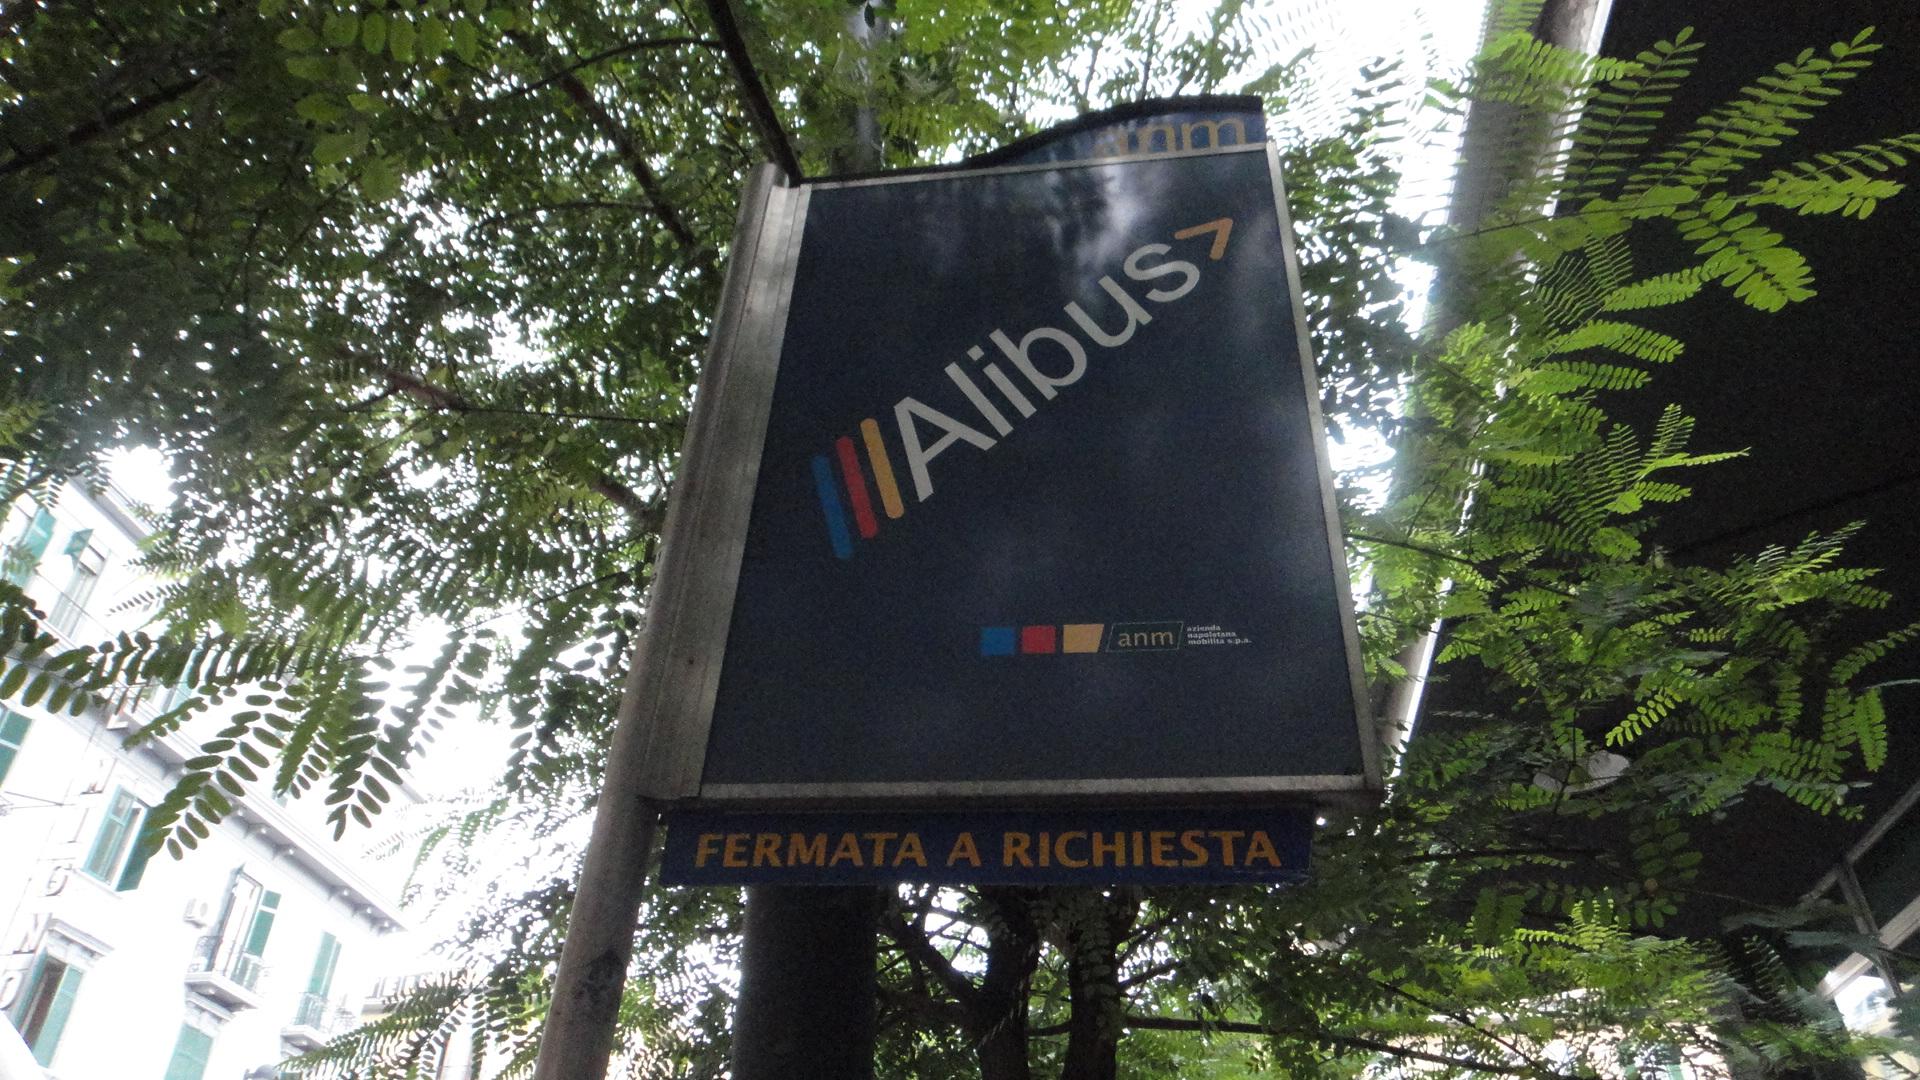 anm
Alibus>
anm
azienda
napoletana
mobilità s.p.a.
FERMATA A RICHIESTA